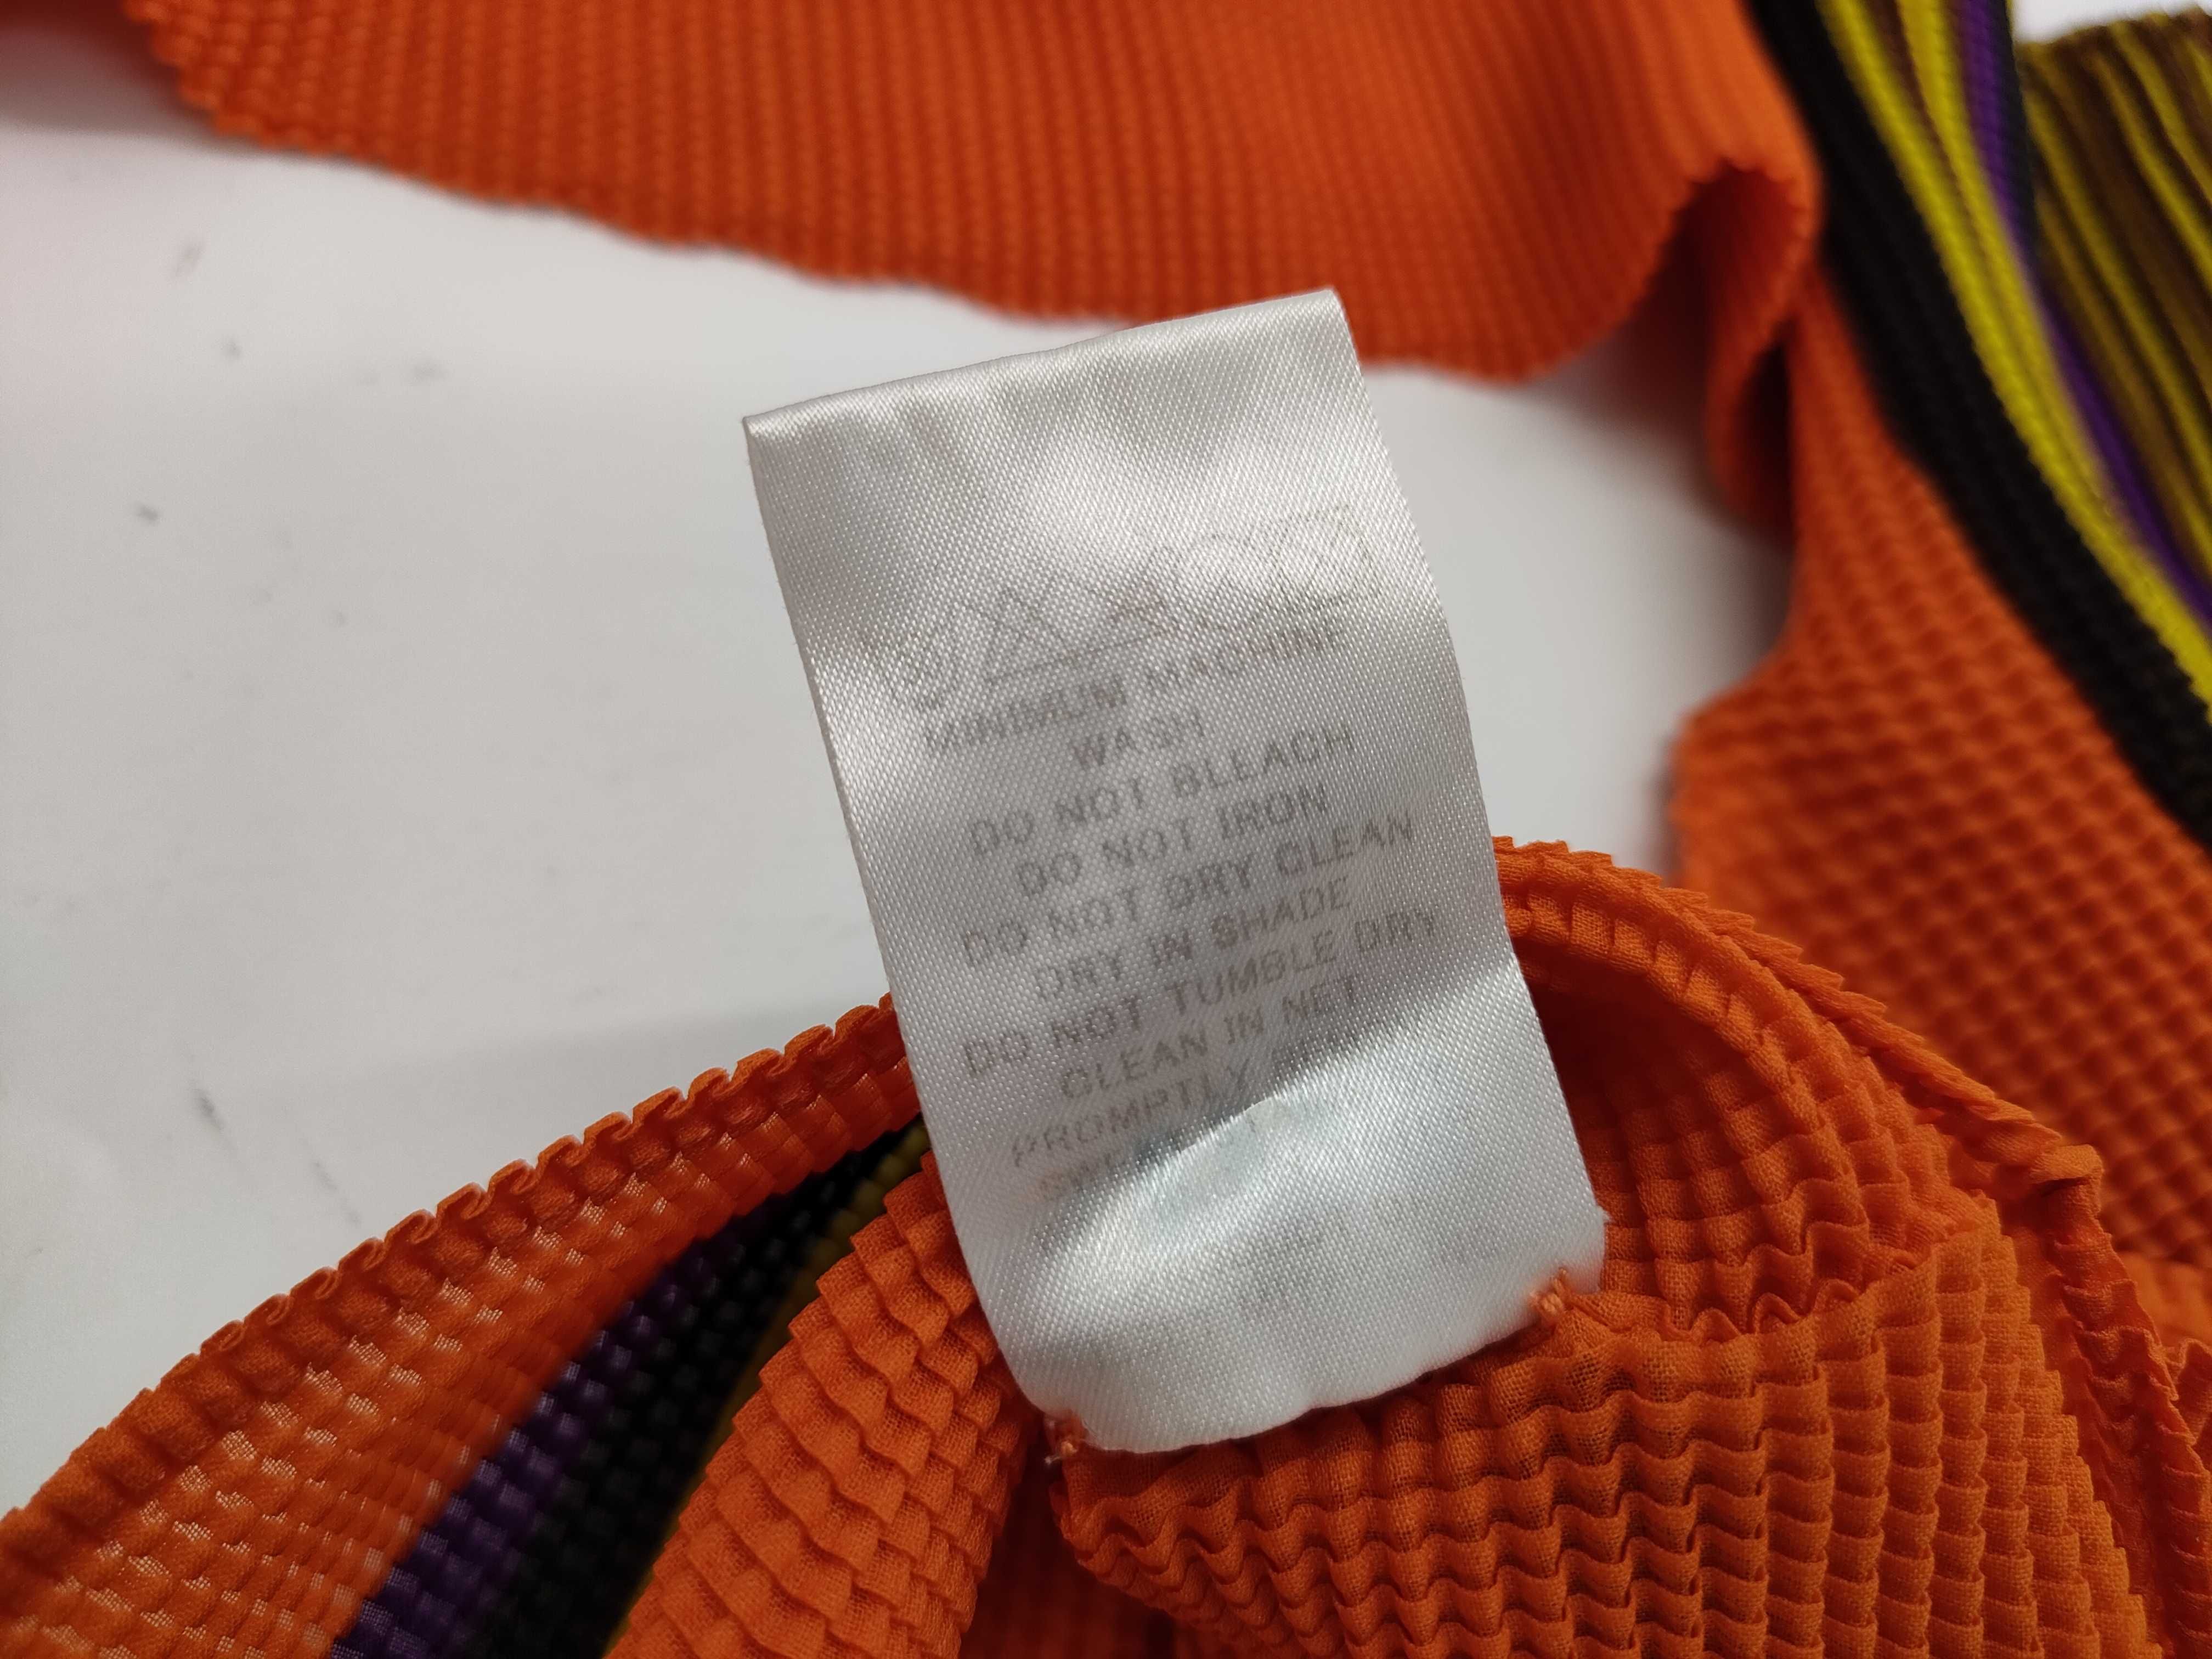 MINIMUM MACHINE
WASH
DO NOT BLEACH
DO NOT IRON
DO NOT DRY CLEAN
DRY IN SHADE
DO NOT TUMBLE DRY
CLEAN IN NET
PROMPTLY